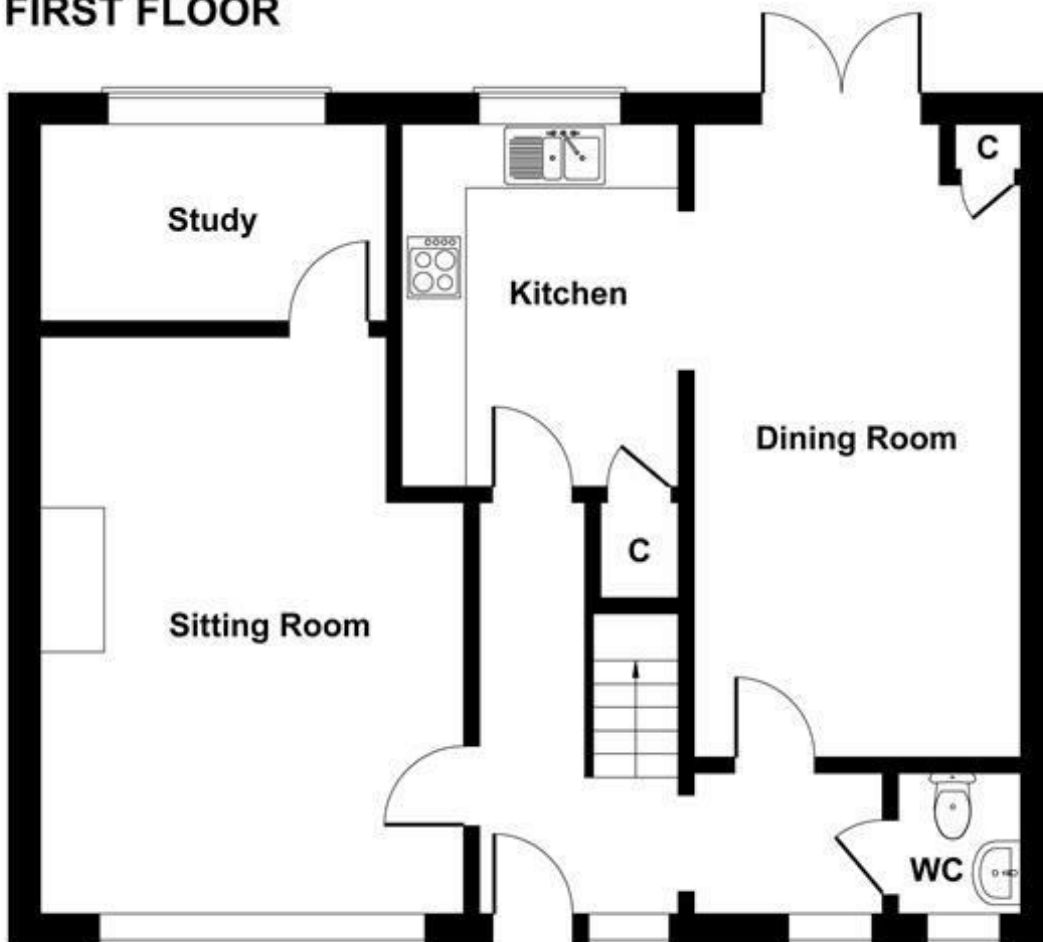 FIRST FLOOR
C
Study
Kitchen
Dining Room
C
Sitting Room
WC